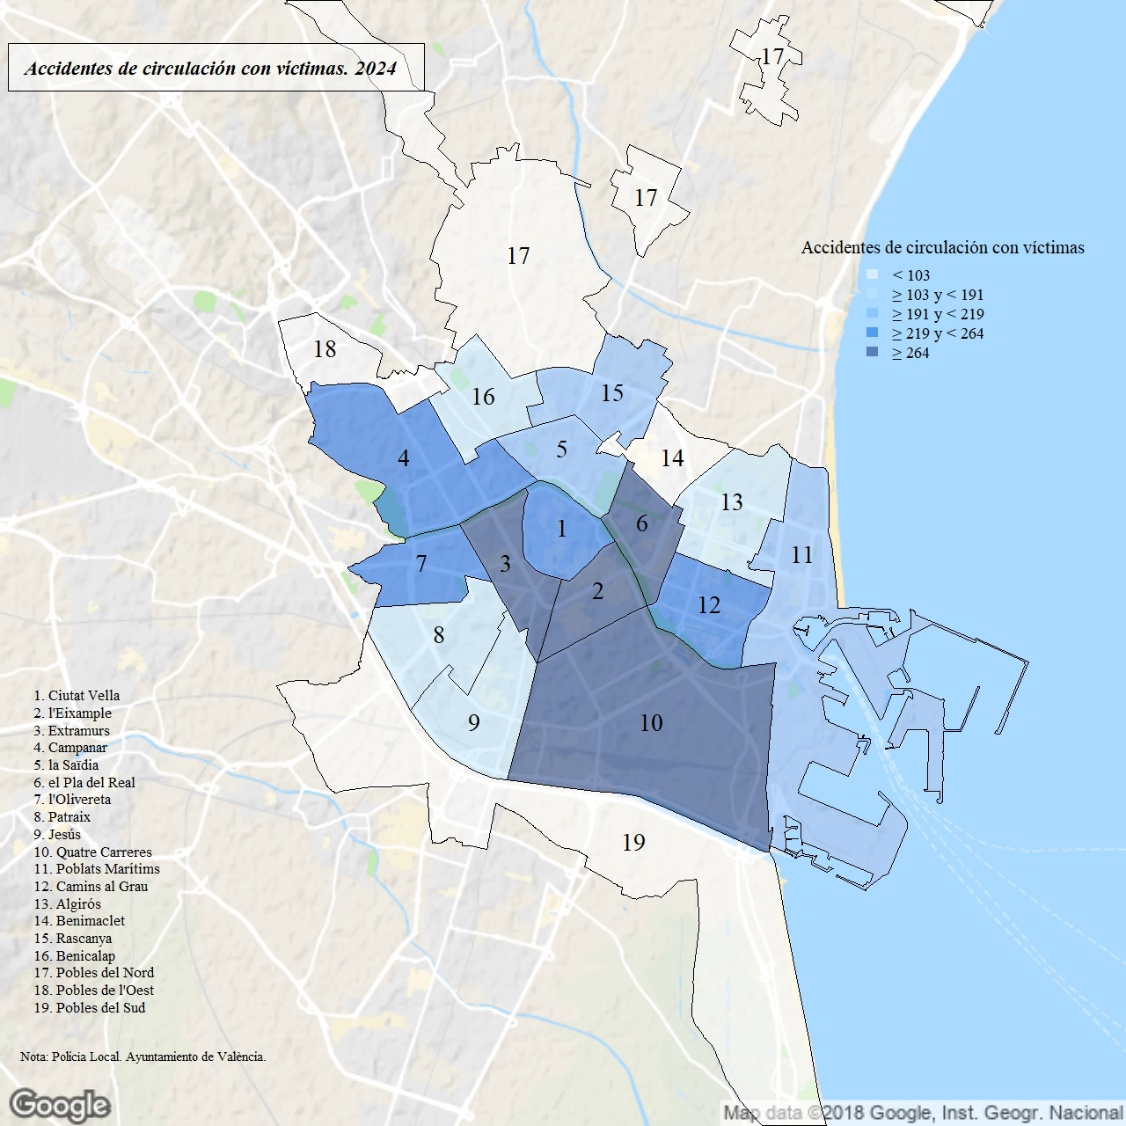 Accidentes de circulación con víctimas. 2024
17
17
17
Accidentes de circulación con víctimas
< 103
≥ 103 y < 191
≥ 191 y < 219
≥ 219 y < 264
≥ 264
18
16
15
4
5
14
13
6
1
11
7
3
2
12
8
9
10
19
1. Ciutat Vella
2. l'Eixample
3. Extramurs
4. Campanar
5. la Saïdia
6. el Pla del Real
7. l'Olivereta
8. Patraix
9. Jesús
10. Quatre Carreres
11. Poblats Marítims
12. Camins al Grau
13. Algirós
14. Benimaclet
15. Rascanya
16. Benicalap
17. Pobles del Nord
18. Pobles de l'Oest
19. Pobles del Sud
Nota: Policia Local. Ayuntamiento de València.
Google
Map data ©2018 Google, Inst. Geogr. Nacional